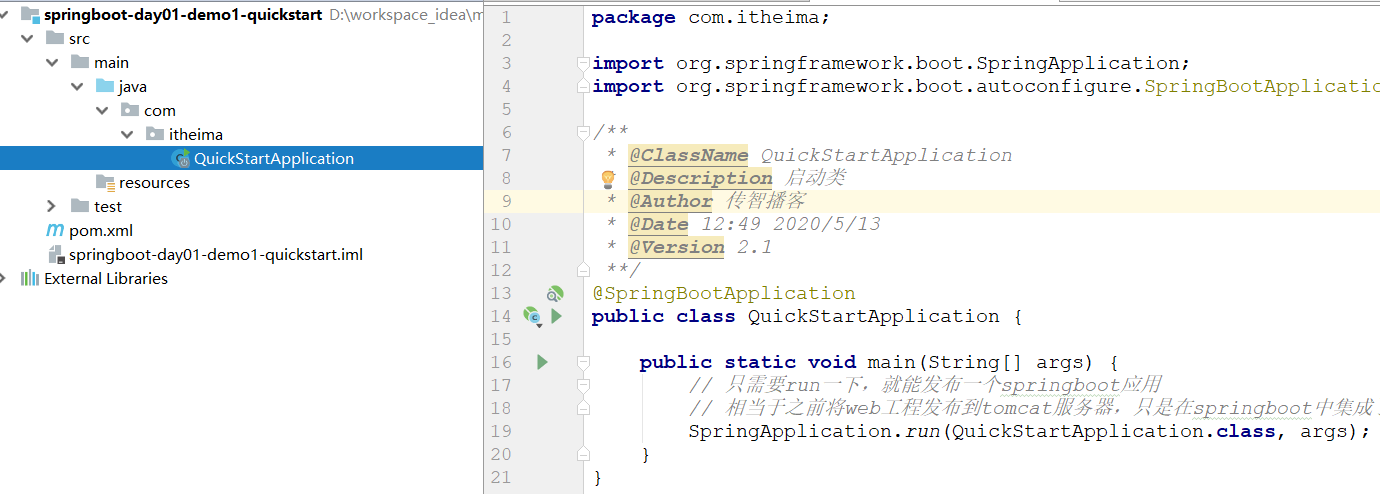 springboot-day01-demo1-quickstart D:\workspace_idea\m
src
main
java
com
itheima
QuickStartApplication
resources
test
pom.xml
springboot-day01-demo1-quickstart.iml
External Libraries
1 package com.itheima;
2
3 import org.springframework.boot.SpringApplication;
4 import org.springframework.boot.autoconfigure.SpringBootApplicatio
5
6 /**
7 * @ClassName QuickStartApplication
8 * @Description 启动类
9 * @Author 传智播客
10 * @Date 12:49 2020/5/13
11 * @Version 2.1
12 **/
13 @SpringBootApplication
14 public class QuickStartApplication {
15
16 public static void main(String[] args) {
17 // 只需要run一下，就能发布一个springboot应用
18 // 相当于之前将web工程发布到tomcat服务器，只是在springboot中集成
19 SpringApplication.run(QuickStartApplication.class, args);
20 }
21 }